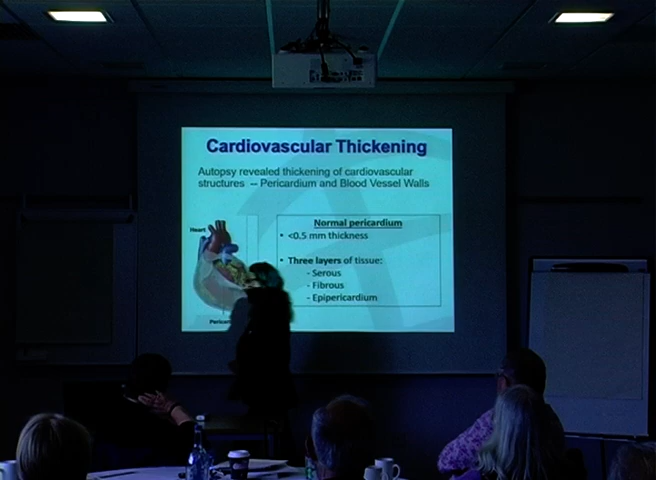 Cardiovascular Thickening
Autopsy revealed thickening of cardiovascular
structures -- Pericardium and Blood Vessel Walls
Heart
Normal pericardium
• <0.5 mm thickness
• Three layers of tissue:
- Serous
- Fibrous
- Epipericardium